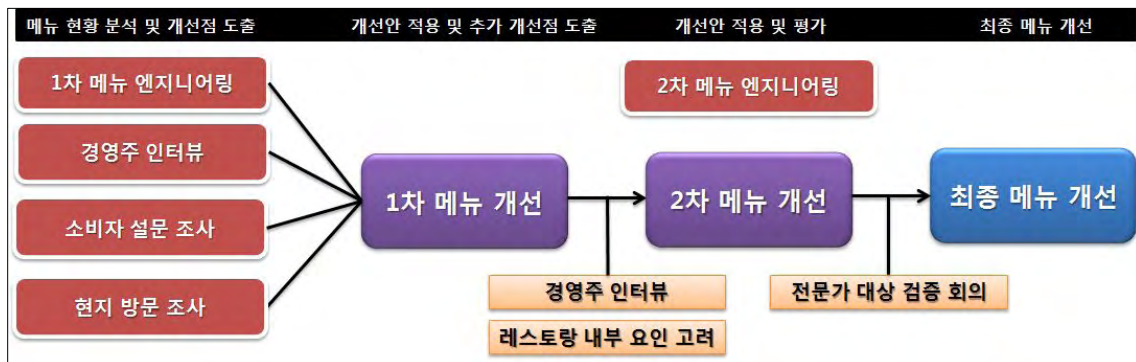 메뉴 현황 분석 및 개선점 도출
개선안 적용 및 추가 개선점 도출
개선안 적용 및 평가
최종 메뉴 개선
1차 메뉴 엔지니어링
경영주 인터뷰
소비자 설문 조사
현지 방문 조사
1차 메뉴 개선
경영주 인터뷰
레스토랑 내부 요인 고려
2차 메뉴 엔지니어링
2차 메뉴 개선
전문가 대상 검증 회의
최종 메뉴 개선